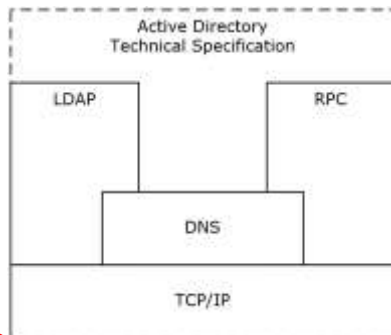 Active Directory
Technical Specification
LDAP
RPC
DNS
TCP/IP